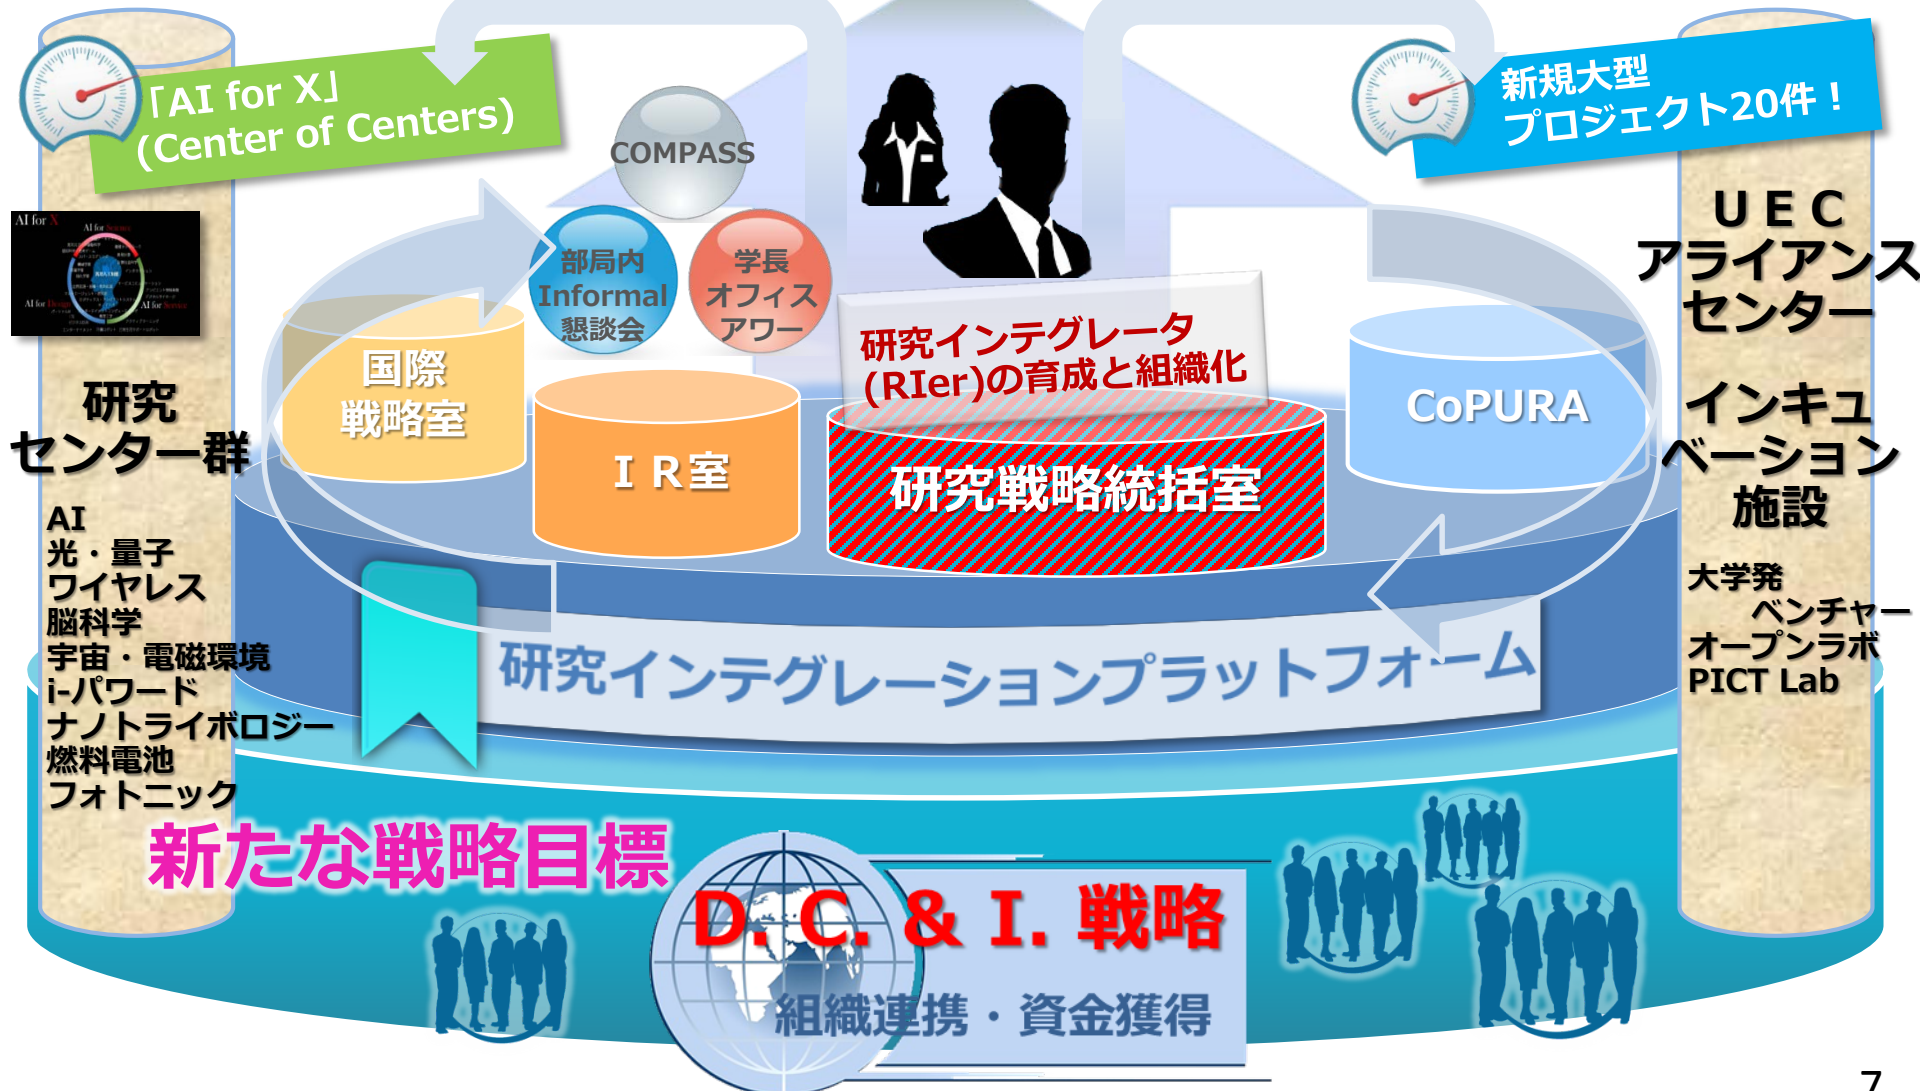 「AI for X」
(Center of Centers)
新規大型
プロジェクト20件！
COMPASS
部局内
Informal
懇談会
学長
オフィス
アワー
AI for X
AI for Design
AI for Service
研究
センター群
AI
光・量子
ワイヤレス
脳科学
宇宙・電磁環境
i-パワード
ナノトライボロジー
燃料電池
フォトニック
国際
戦略室
ＩＲ室
研究インテグレータ
(RIer)の育成と組織化
研究戦略統括室
CoPURA
ＵＥＣ
アライアンス
センター
インキュ
ベーション
施設
大学発
ベンチャー
オープンラボ
PICT Lab
研究インテグレーションプラットフォーム
新たな戦略目標
D. C. & I. 戦略
組織連携・資金獲得
7